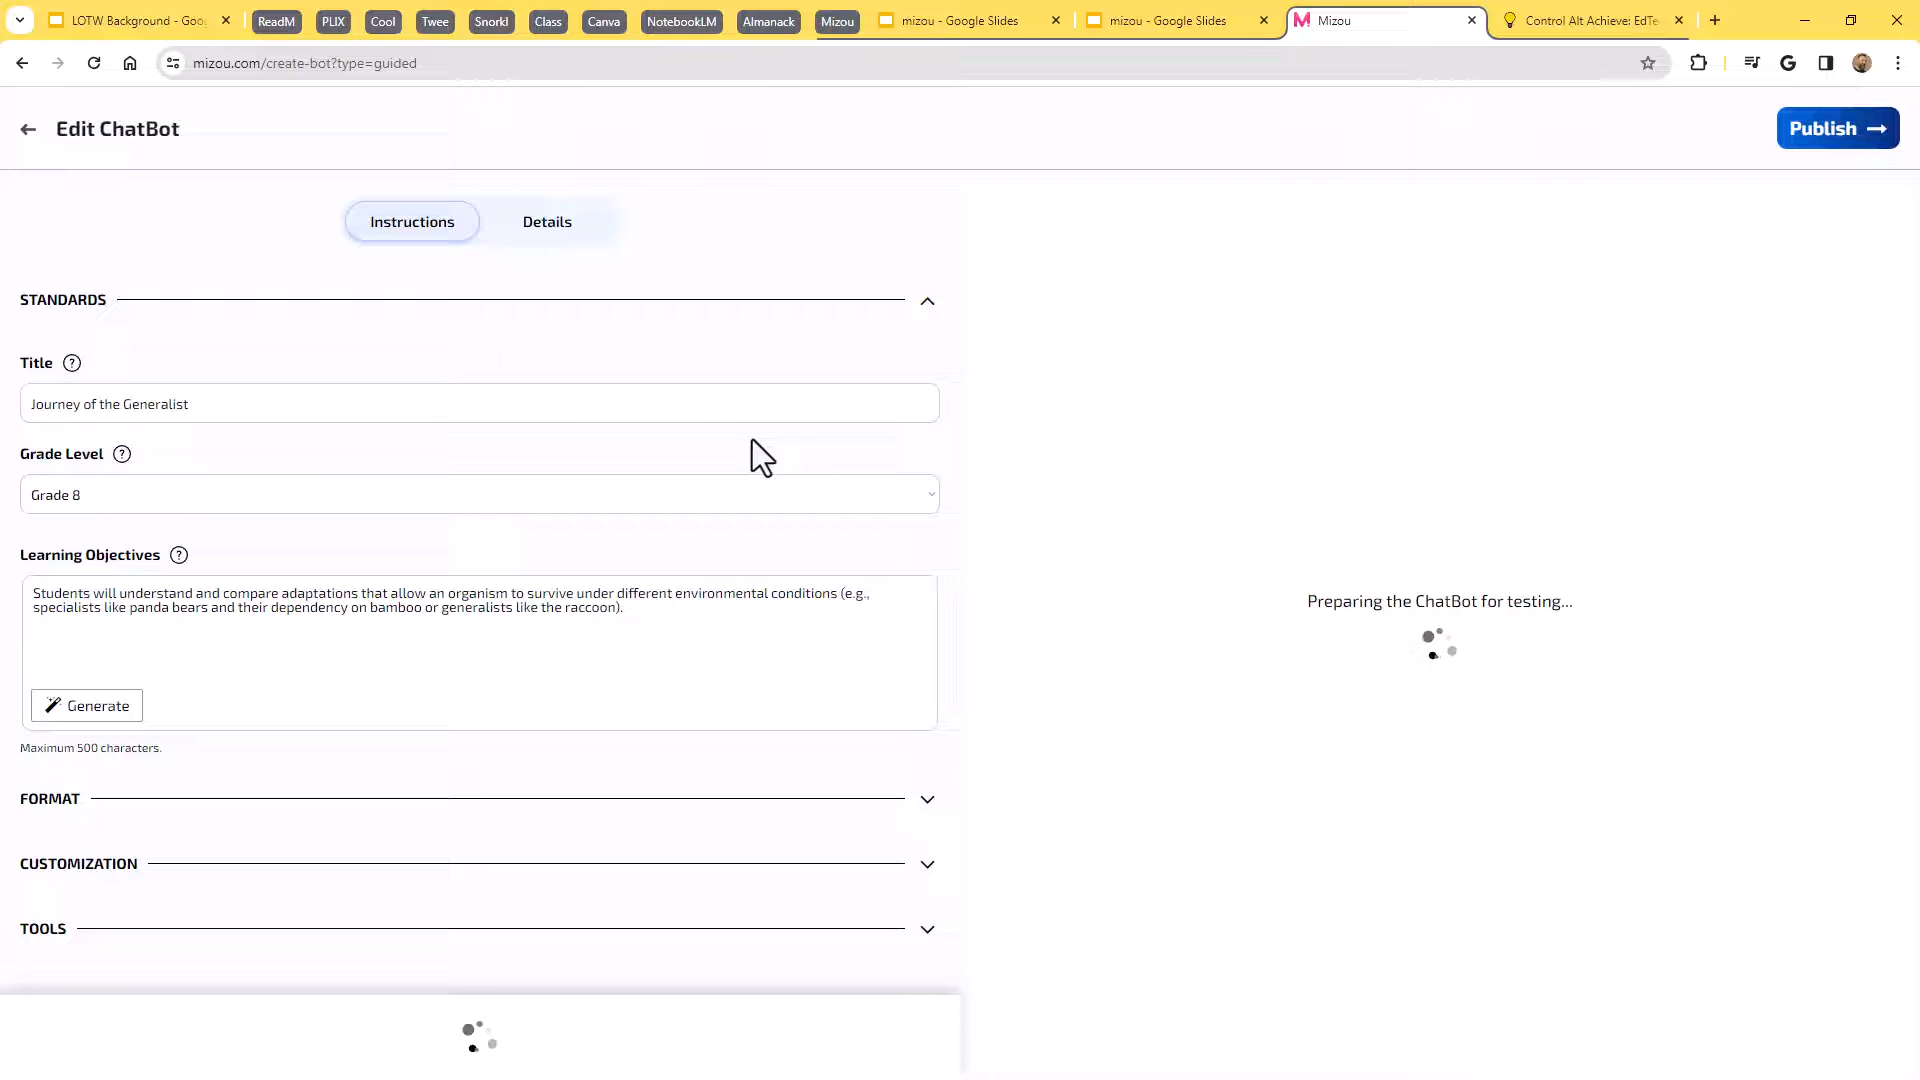 LOTW Background - Goo
ReadM
PLIX
Cool
Twee
Snorkl
Class
Canva
NotebookLM
Almanack
Mizou
mizou - Google Slides
mizou - Google Slides
Mizou
Control Alt Achieve: EdTe
mizou.com/create-bot?type=guided
Edit ChatBot
Publish
Instructions
Details
STANDARDS
Title
Journey of the Generalist
Grade Level
Grade 8
Learning Objectives
Students will understand and compare adaptations that allow an organism to survive under different environmental conditions (e.g.,
specialists like panda bears and their dependency on bamboo or generalists like the raccoon).
Generate
Maximum 500 characters.
FORMAT
CUSTOMIZATION
TOOLS
Preparing the ChatBot for testing...